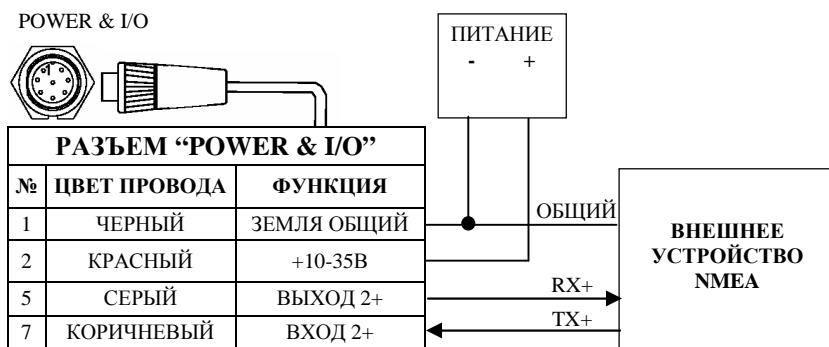 POWER & I/O
1
ПИТАНИЕ
- +
РАЗЪЕМ “POWER & I/O”
№ ЦВЕТ ПРОВОДА ФУНКЦИЯ
1 ЧЕРНЫЙ ЗЕМЛЯ ОБЩИЙ
2 КРАСНЫЙ +10-35В
5 СЕРЫЙ ВЫХОД 2+
7 КОРИЧНЕВЫЙ ВХОД 2+
ОБЩИЙ
RX+
TX+
ВНЕШНЕЕ
УСТРОЙСТВО
NMEA